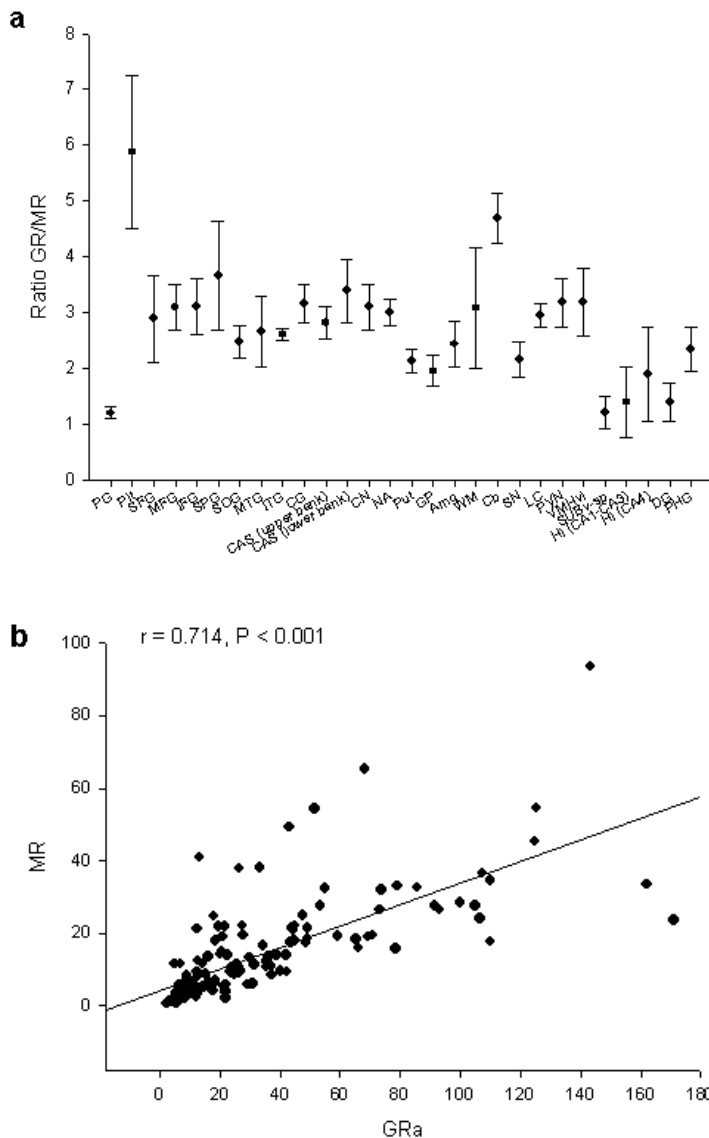 a
8
7
6
5
4
3
2
1
0
Ratio GR/MR
PG
Pit
SFG
MFG
IFG
SPG
SOG
MTG
ITG
CG
CAS (upper bank)
CAS (lower bank)
CN
NA
Put
GP
Amg
WM
Cb
SN
LC
PVN
Hi (CA1-CA3)
Hi (CA4)
DG
PHG
b
r = 0.714, P < 0.001
100
80
60
40
20
0
MR
0 20 40 60 80 100 120 140 160 180
GRa